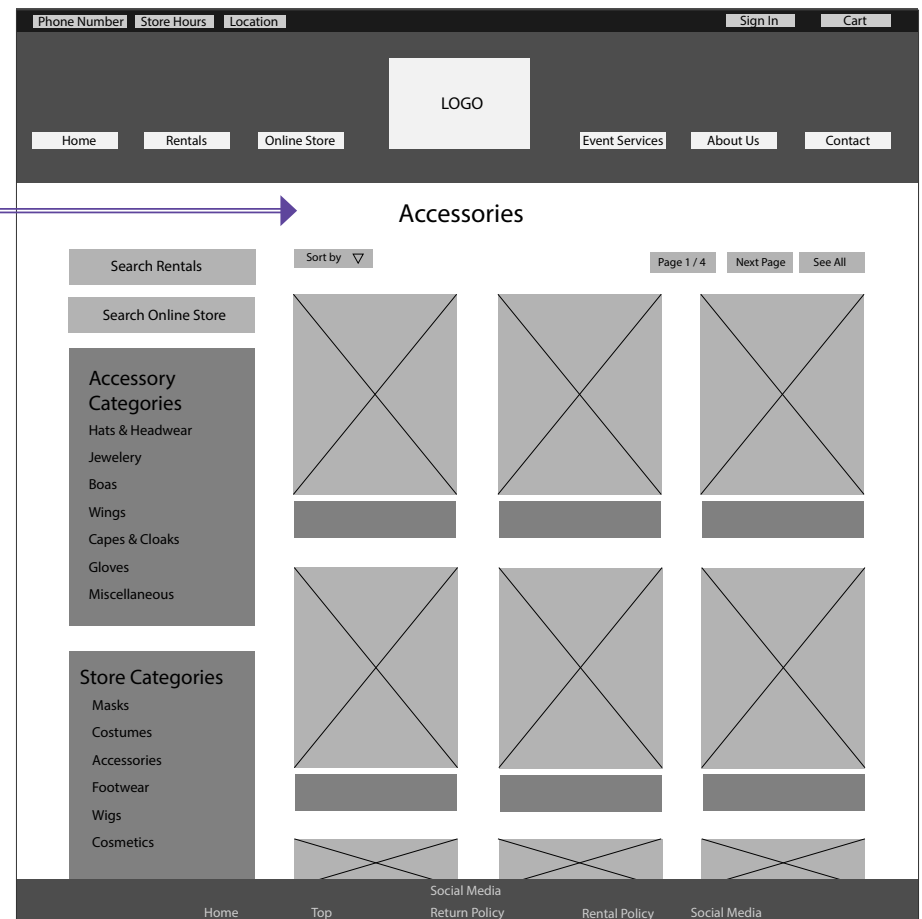 Phone Number Store Hours Location Sign In Cart
LOGO
Home Rentals Online Store Event Services About Us Contact
Accessories
Sort by Page 1 / 4 Next Page See All
Search Rentals
Search Online Store
Accessory
Categories
Hats & Headwear
Jewelery
Boas
Wings
Capes & Cloaks
Gloves
Miscellaneous
Store Categories
Masks
Costumes
Accessories
Footwear
Wigs
Cosmetics
Social Media
Home Top Return Policy Rental Policy Social Media